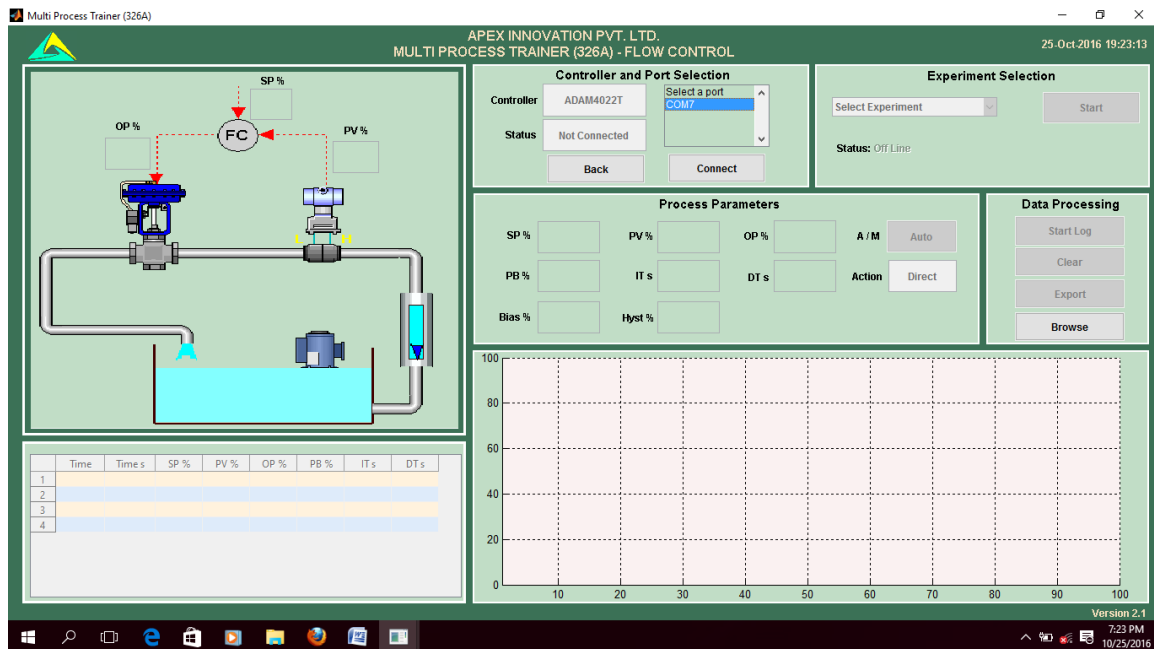 Multi Process Trainer (326A)
APEX INNOVATION PVT. LTD.
MULTI PROCESS TRAINER (326A) - FLOW CONTROL
25-Oct-2016 19:23:13
SP %
OP %
FC
PV %
L H
Controller and Port Selection
Controller ADAM4022T
Select a port
COM7
Status Not Connected
Back Connect
Experiment Selection
Select Experiment Start
Status: Off Line
Process Parameters
SP % PV % OP % A / M Auto
PB % IT s DT s Action Direct
Bias % Hyst %
Data Processing
Start Log
Clear
Export
Browse
100
80
60
40
20
0
10 20 30 40 50 60 70 80 90 100
Time Time s SP % PV % OP % PB % IT s DT s
1
2
3
4
Version 2.1
7:23 PM
10/25/2016